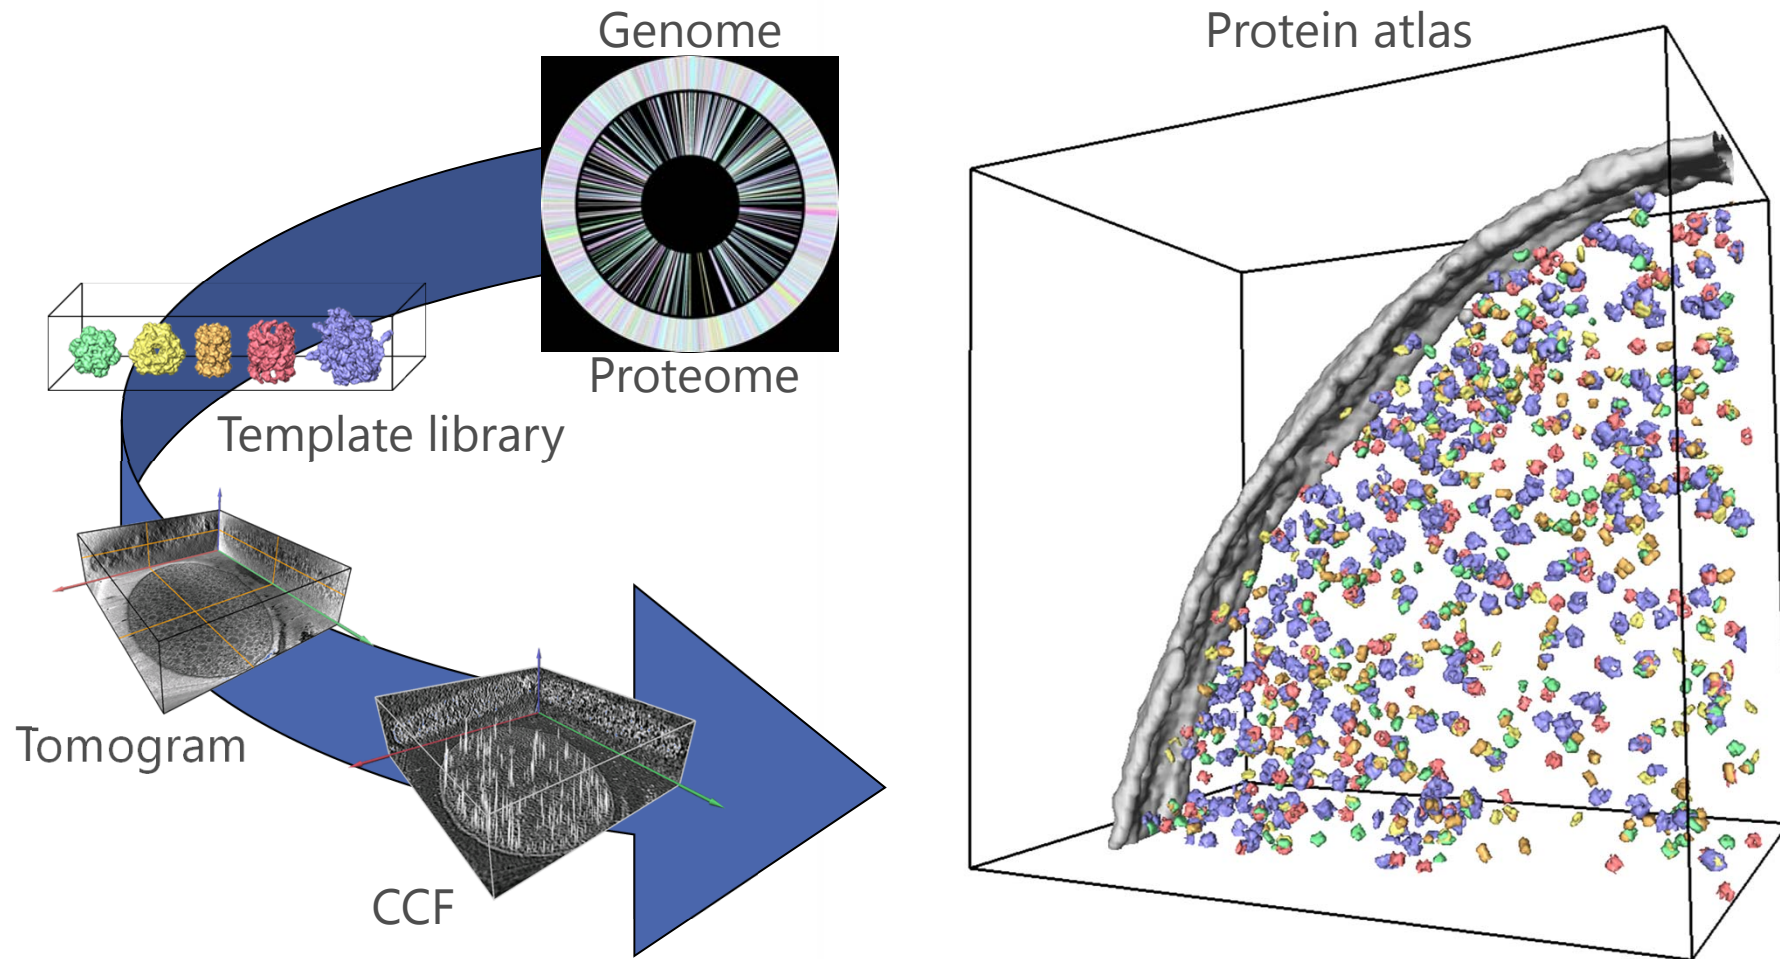 Genome
Proteome
Template library
Tomogram
CCF
Protein atlas